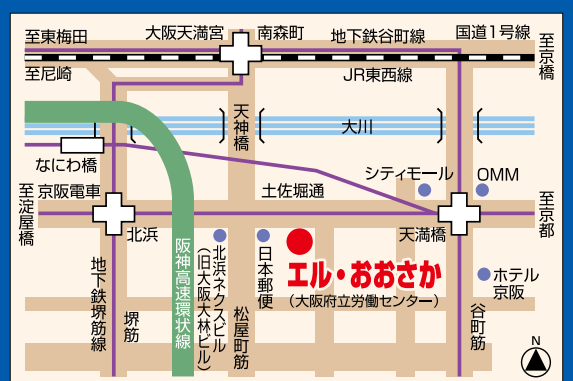 至東梅田
大阪天満宮
南森町
地下鉄谷町線
国道1号線
至京橋
至尼崎
JR東西線
天神橋
大川
なにわ橋
シティモール
OMM
至淀屋橋
京阪電車
土佐堀通
至京都
北浜
天満橋
地下鉄堺筋線
堺筋
阪神高速環状線
北浜ネクスビル
(旧大阪大林ビル)
松屋町筋
日本郵便
エル・おおさか
(大阪府立労働センター)
ホテル
京阪
谷町筋
N